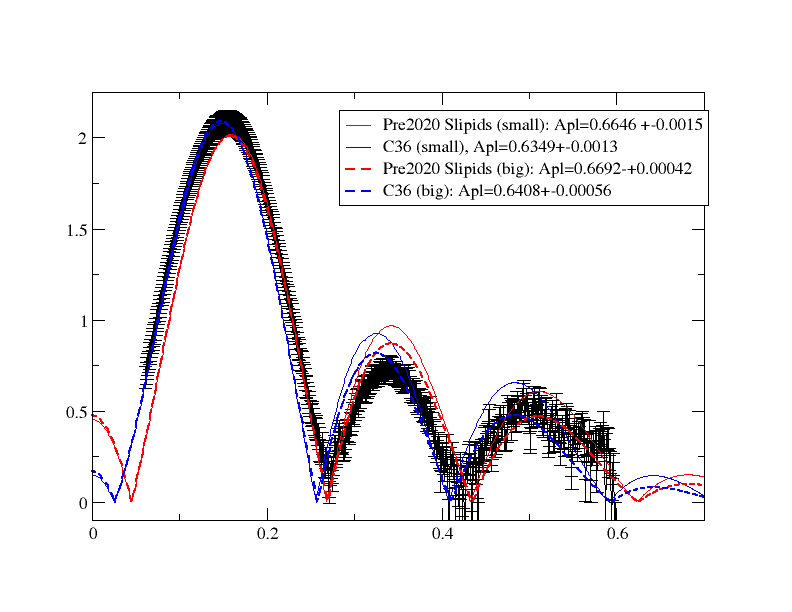 Pre2020 Slipids (small): Apl=0.6646 +-0.0015
C36 (small), Apl=0.6349+-0.0013
Pre2020 Slipids (big): Apl=0.6692-+0.00042
C36 (big): Apl=0.6408+-0.00056
2
1.5
1
0.5
0
0 0.2 0.4 0.6